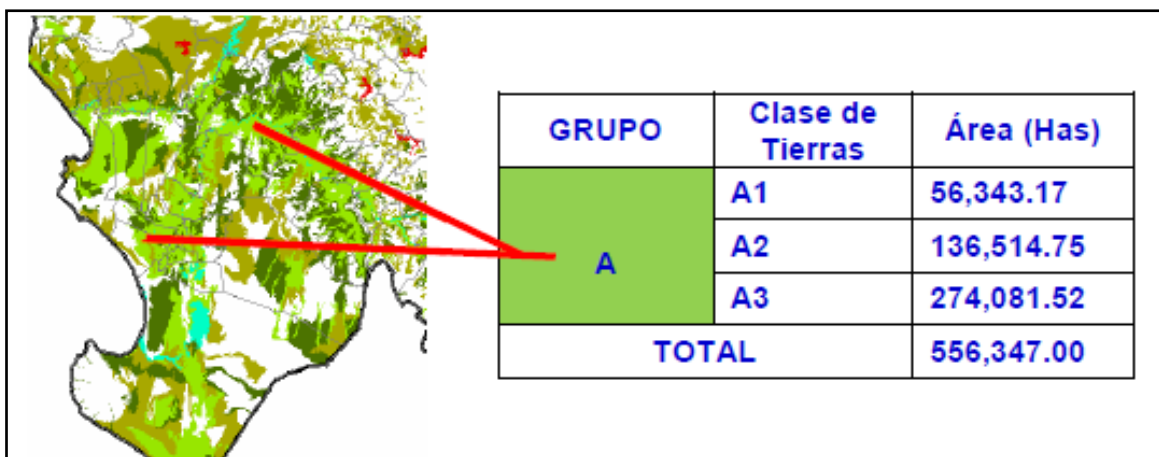 GRUPO
Clase de
Tierras
Área (Has)
A
A1
56,343.17
A2
136,514.75
A3
274,081.52
TOTAL
556,347.00